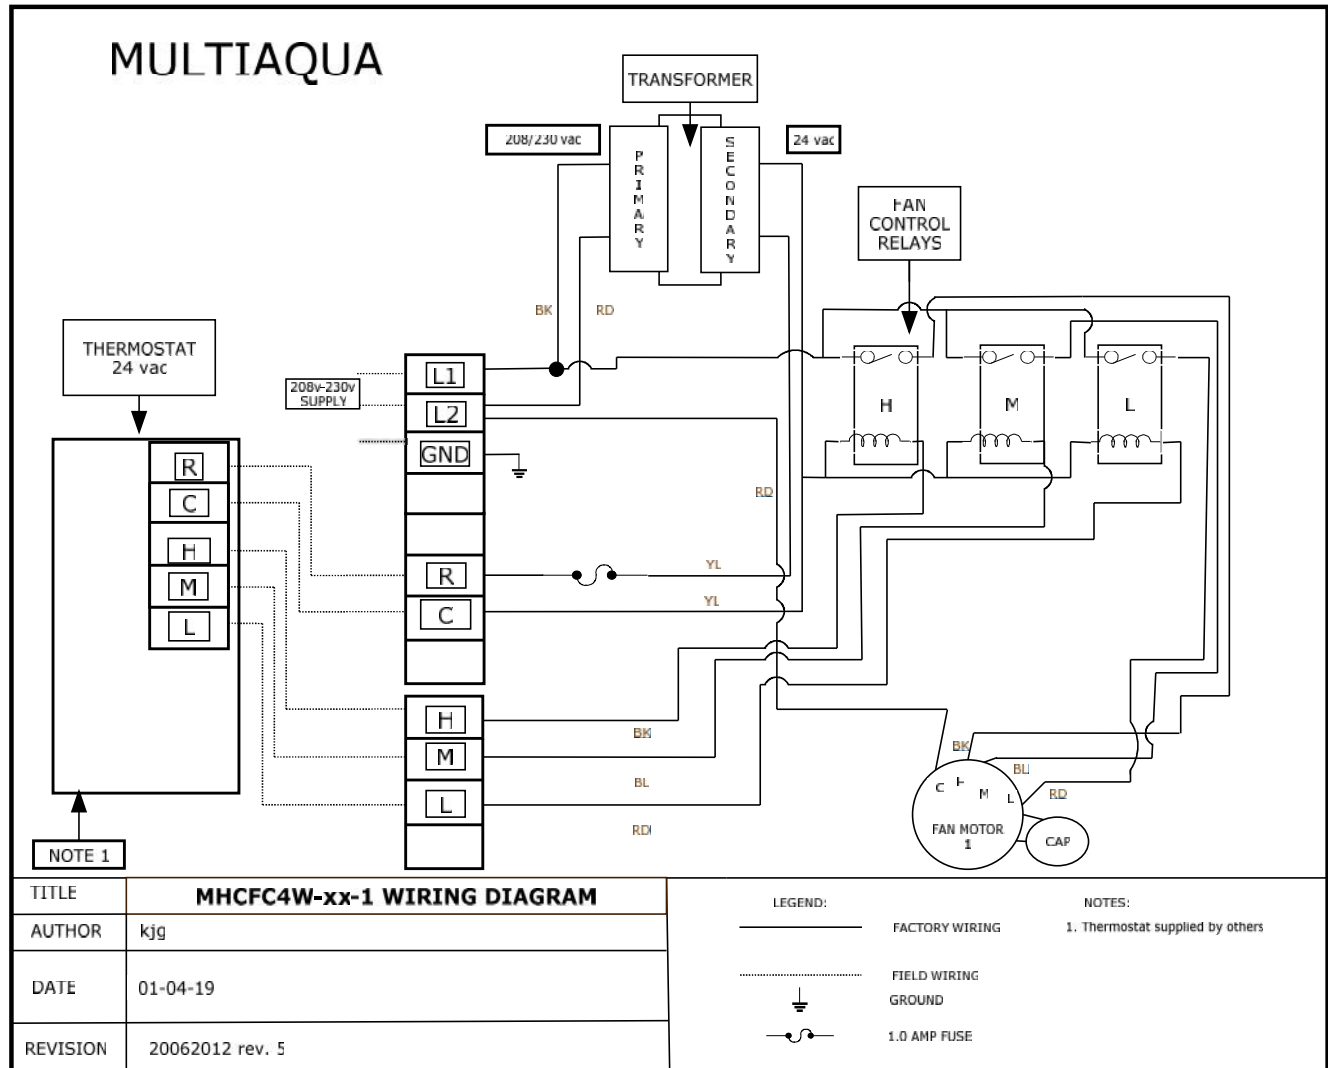 MULTIAQUA
TRANSFORMER
208/230 vac
24 vac
PRIMARY
SECONDARY
FAN
CONTROL
RELAYS
BK
RD
THERMOSTAT
24 vac
208v-230v
SUPPLY
L1
L2
GND
R
C
H
M
L
R
C
H
M
L
H
M
L
RD
YL
YL
BK
BL
RD
BK
BL
RD
C
H
M
L
FAN MOTOR
1
CAP
NOTE 1
TITLE
MHCFC4W-xx-1 WIRING DIAGRAM
AUTHOR
kjg
DATE
01-04-19
REVISION
20062012 rev. 5
LEGEND:
FACTORY WIRING
FIELD WIRING
GROUND
1.0 AMP FUSE
NOTES:
1. Thermostat supplied by others